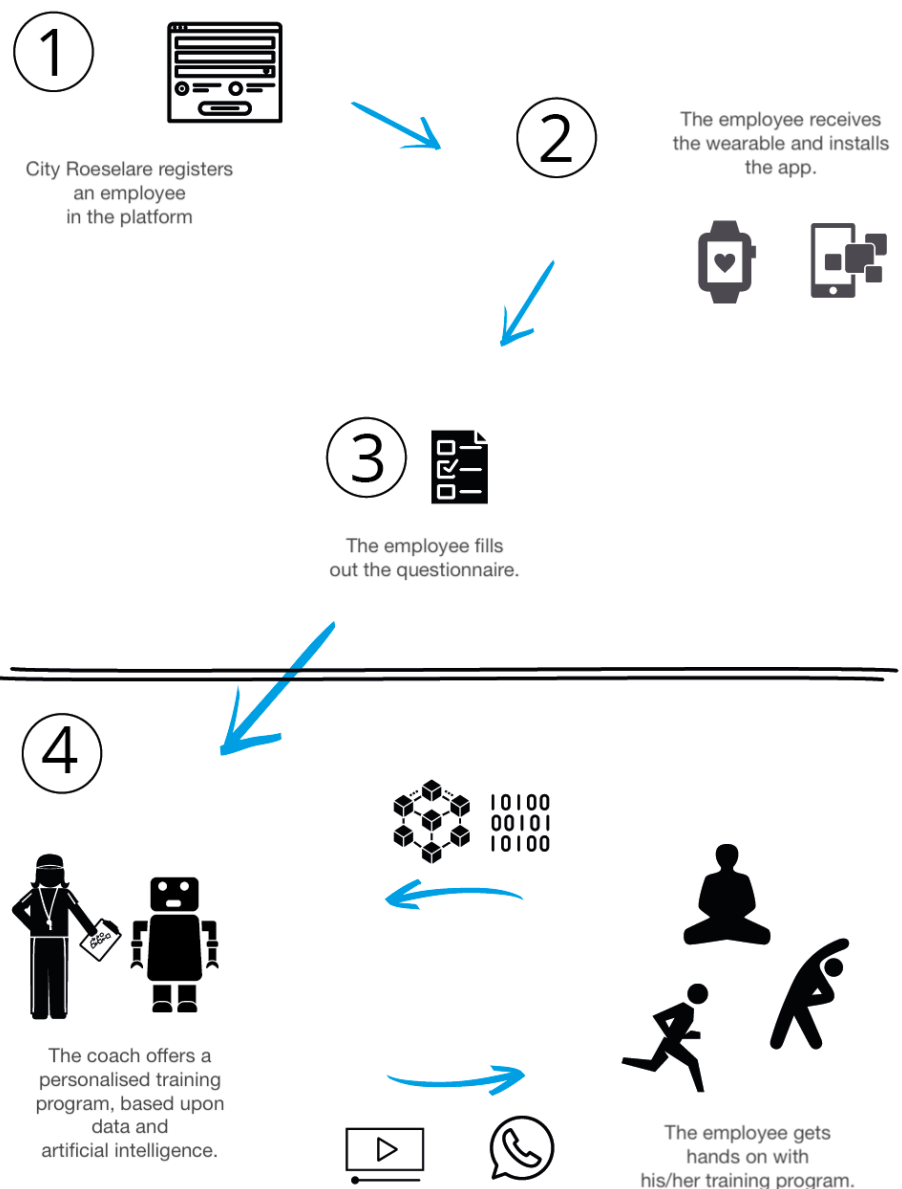 1
City Roeselare registers
an employee
in the platform
2
The employee receives
the wearable and installs
the app.
3
The employee fills
out the questionnaire.
4
10100
00101
10100
The coach offers a
personalised training
program, based upon
data and
artificial intelligence.
The employee gets
hands on with
his/her training program.